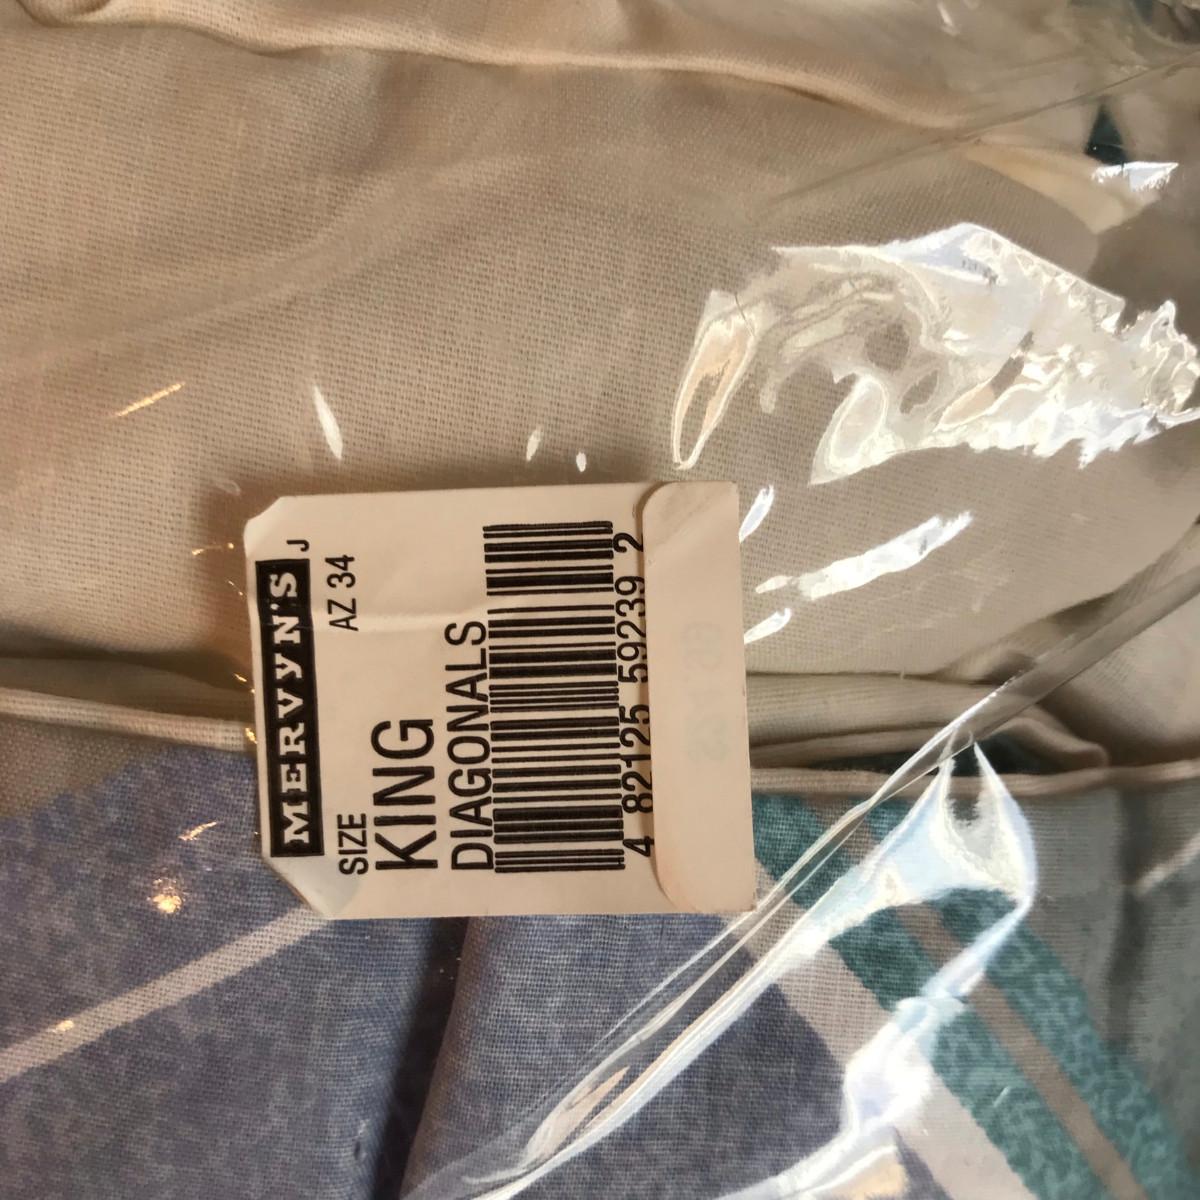 MERVYN'S
J
AZ 34
SIZE
KING
DIAGONALS
4 82125 59239 2